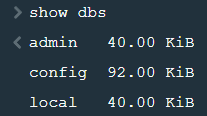 > show dbs
< admin   40.00 KiB
config  92.00 KiB
local   40.00 KiB